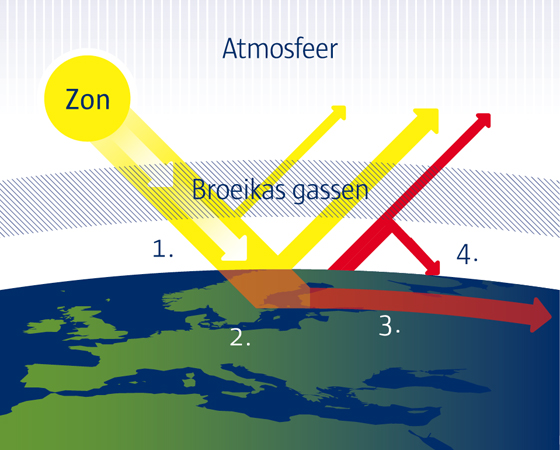 Atmosfeer
Zon
Broeikas gassen
1.
4.
2.
3.